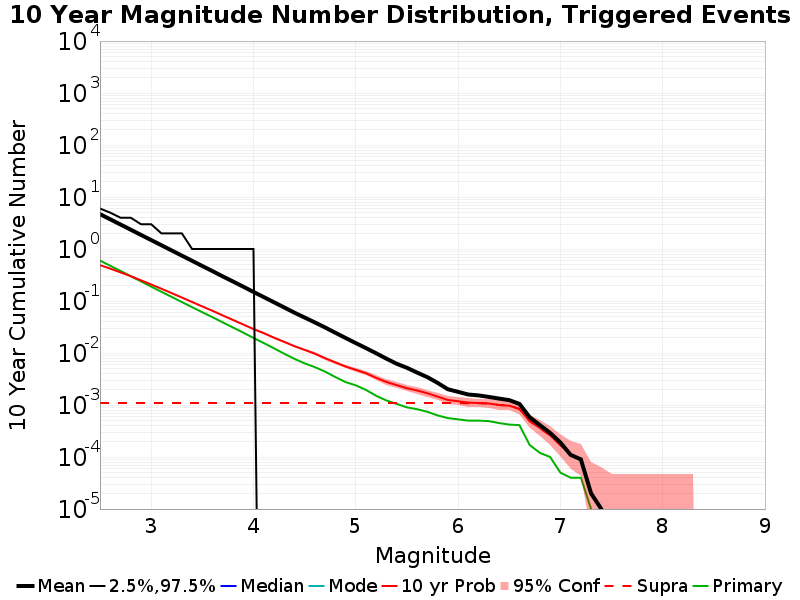 10 Year Magnitude Number Distribution, Triggered Events
10 Year Cumulative Number
10^4
10^3
10^2
10^1
10^0
10^-1
10^-2
10^-3
10^-4
10^-5
3 4 5 6 7 8 9
Magnitude
Mean 2.5%,97.5% Median Mode 10 yr Prob 95% Conf Supra Primary